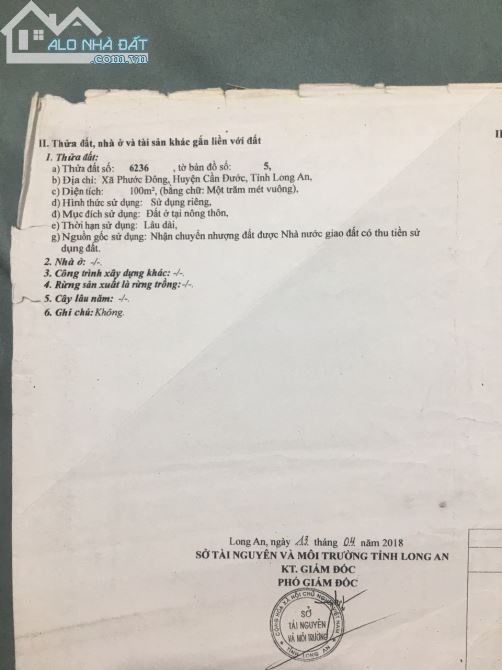 ALO NHÀ ĐẤT
.com.vn
II. Thửa đất, nhà ở và tài sản khác gắn liền với đất
1. Thửa đất:
a) Thửa đất số: 6236 , tờ bản đồ số: 5,
b) Địa chỉ: Xã Phước Đông, Huyện Cần Đước, Tỉnh Long An,
c) Diện tích: 100m², (bằng chữ: Một trăm mét vuông),
d) Hình thức sử dụng: Sử dụng riêng,
đ) Mục đích sử dụng: Đất ở tại nông thôn,
e) Thời hạn sử dụng: Lâu dài,
g) Nguồn gốc sử dụng: Nhận chuyển nhượng đất được Nhà nước giao đất có thu tiền sử
dụng đất.
2. Nhà ở: -/-.
3. Công trình xây dựng khác: -/-
4. Rừng sản xuất là rừng trồng: -/-.
5. Cây lâu năm: -/-.
6. Ghi chú: Không.
Long An, ngày 13 tháng 04 năm 2018
SỞ TÀI NGUYÊN VÀ MÔI TRƯỜNG TỈNH LONG AN
KT. GIÁM ĐỐC
PHÓ GIÁM ĐỐC
SỞ
TÀI NGUYÊN
VÀ MÔI TRƯỜNG
TỈNH LONG AN